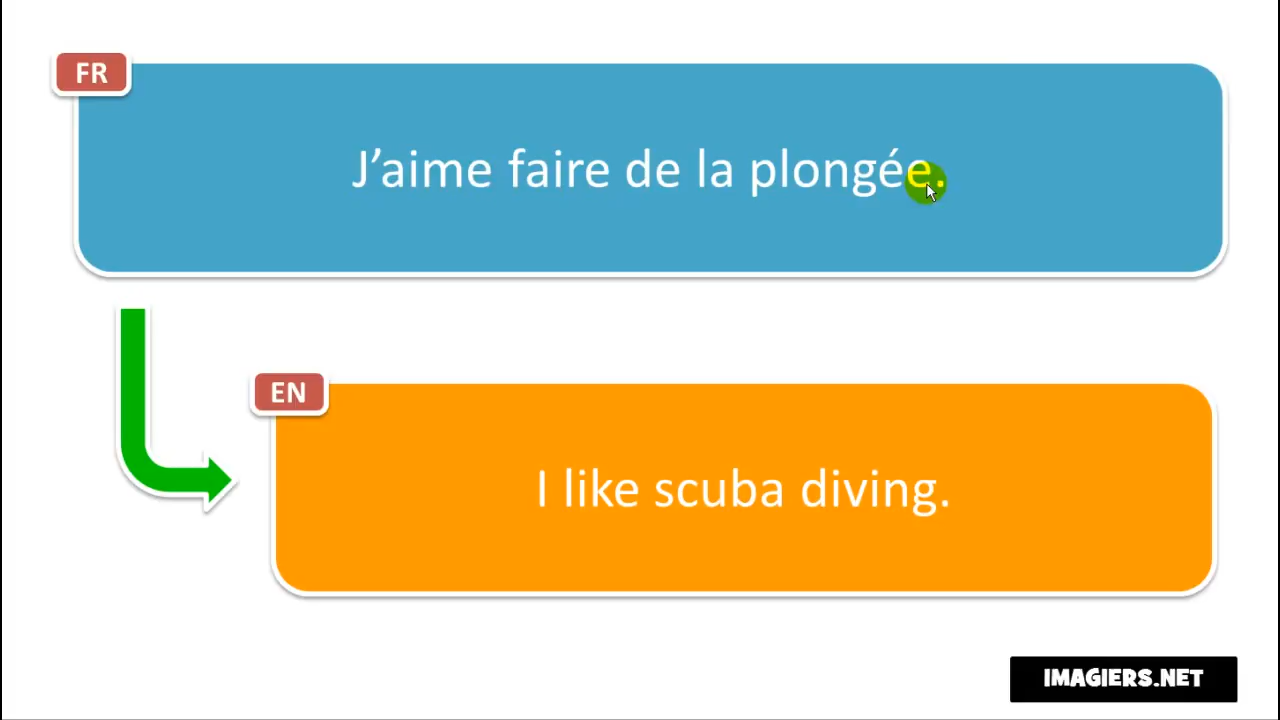 FR
J’aime faire de la plongée.
EN
I like scuba diving.
IMAGIERS.NET